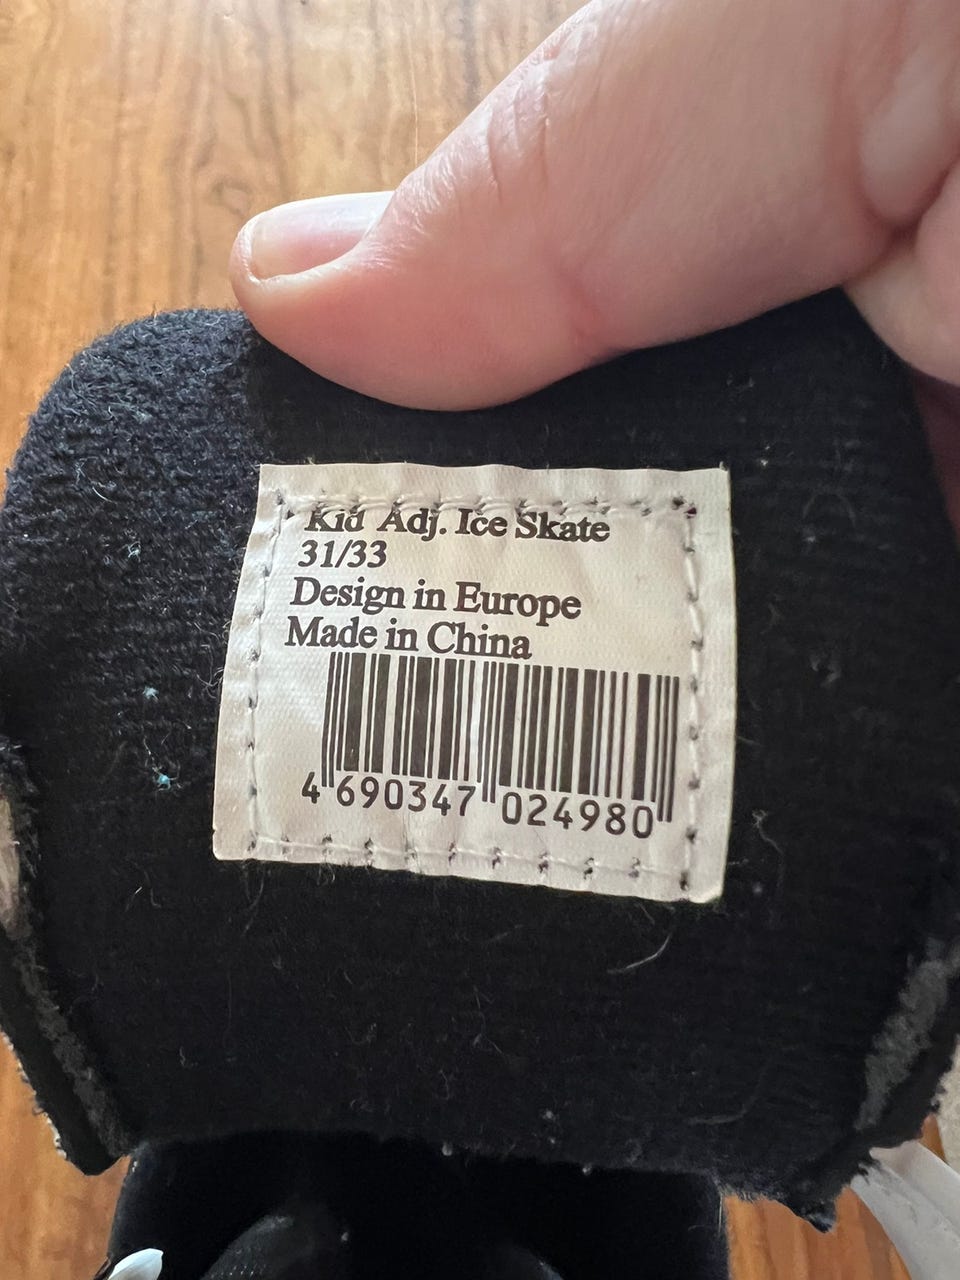 Kid Adj. Ice Skate
31/33
Design in Europe
Made in China
4 690347 024980